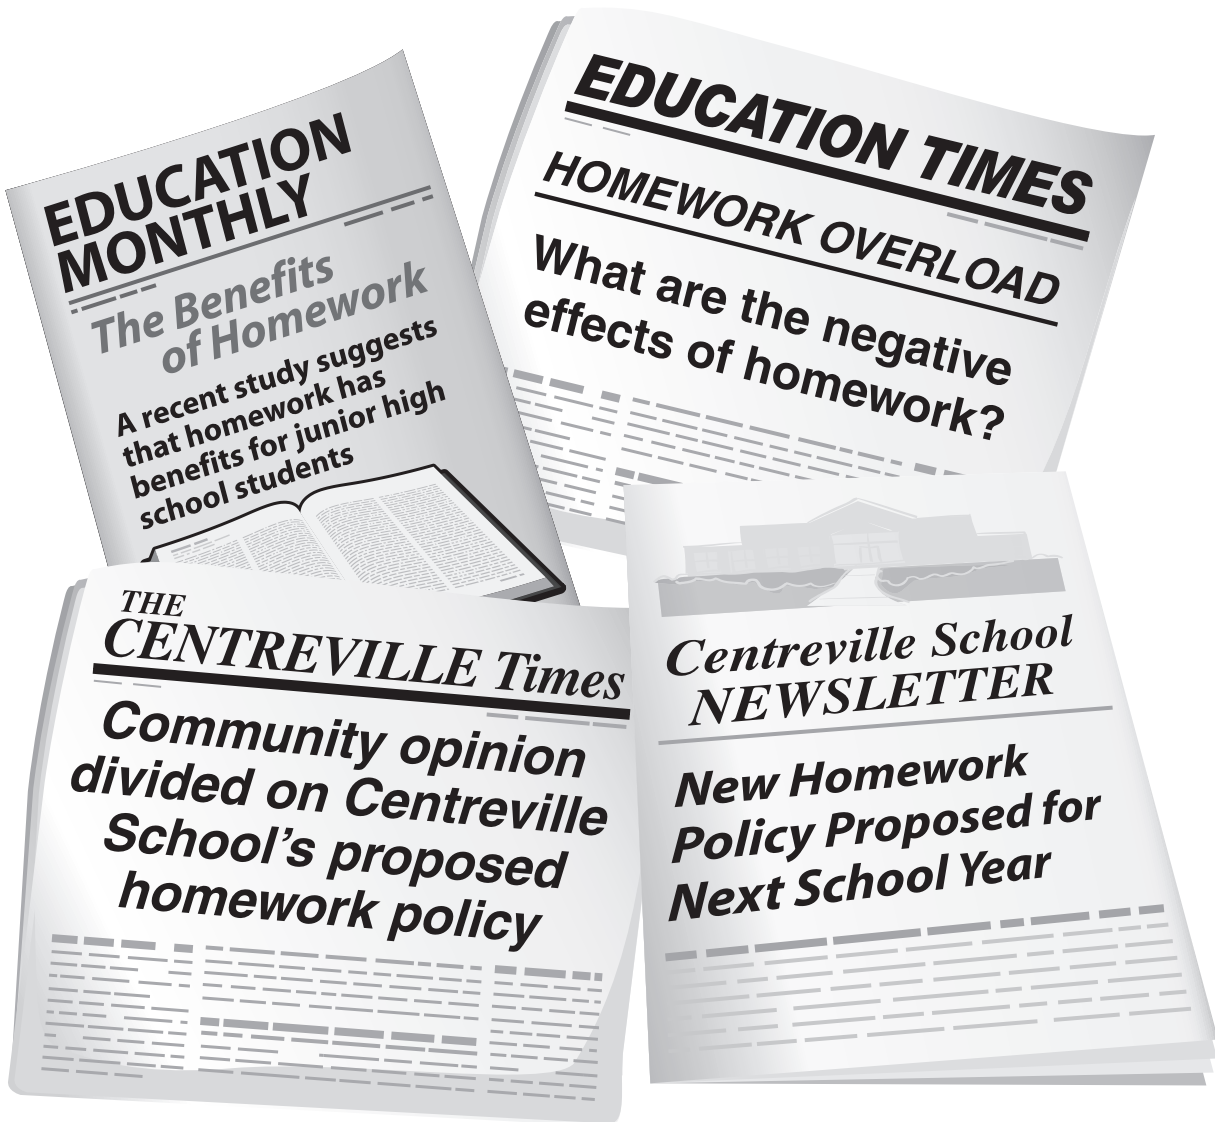 EDUCATION
MONTHLY
The Benefits
of Homework
A recent study suggests
that homework has
benefits for junior high
school students
EDUCATION TIMES
HOMEWORK OVERLOAD
What are the negative
effects of homework?
THE
CENTREVILLE Times
Community opinion
divided on Centreville
School's proposed
homework policy
Centreville School
NEWSLETTER
New Homework
Policy Proposed for
Next School Year